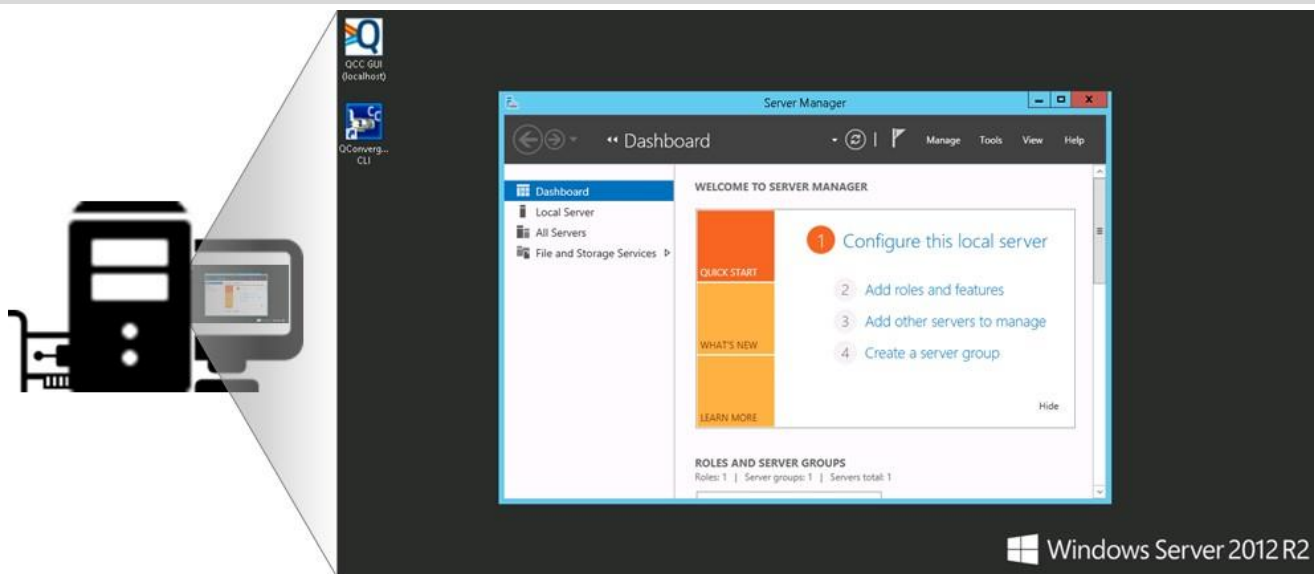 QCC GUI
(localhost)
QConverg...
CLI
Server Manager
Dashboard
Manage Tools View Help
Dashboard
Local Server
All Servers
File and Storage Services
WELCOME TO SERVER MANAGER
QUICK START
WHAT'S NEW
LEARN MORE
1 Configure this local server
2 Add roles and features
3 Add other servers to manage
4 Create a server group
Hide
ROLES AND SERVER GROUPS
Roles: 1 | Server groups: 1 | Servers total: 1
Windows Server 2012 R2